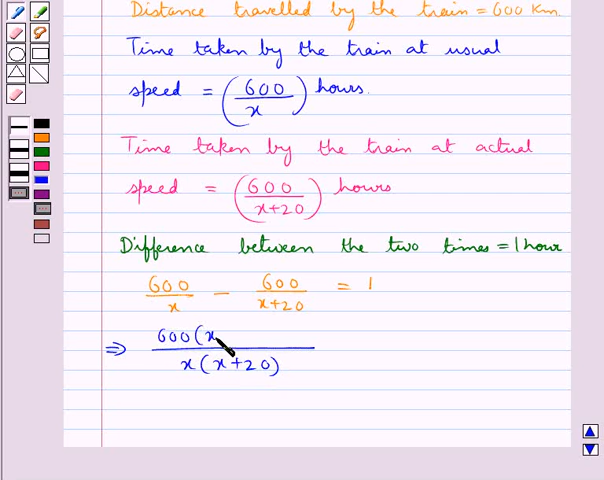 Distance travelled by the train = 600 Km.
Time taken by the train at usual
speed = (600/x) hours.
Time taken by the train at actual
speed = (600/x+20) hours
Difference between the two times = 1 hour
600/x - 600/x+20 = 1
⇒ 600(x / x(x+20)